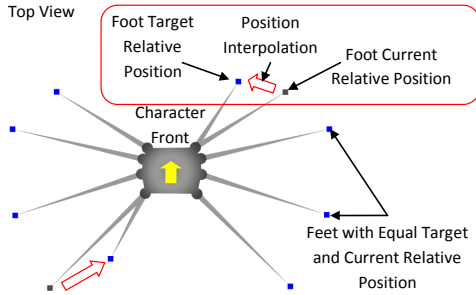 Top View
Foot Target
Relative
Position
Position
Interpolation
Foot Current
Relative Position
Character
Front
Feet with Equal Target
and Current Relative
Position